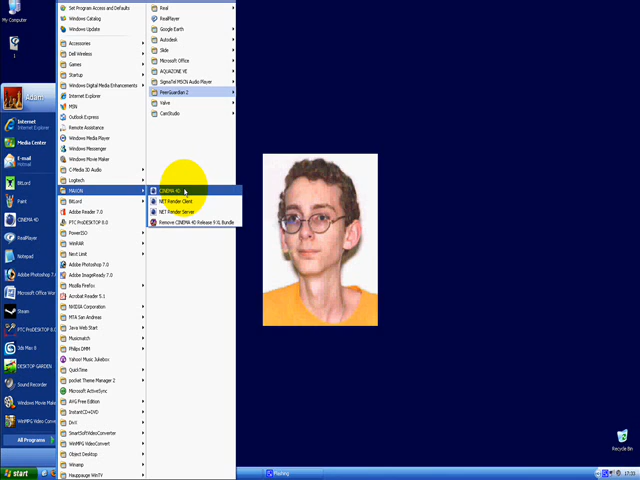 My Computer
1
Adam
Internet
Internet Explorer
Media Center
E-mail
Hotmail
BitLord
Paint
CINEMA 4D
RealPlayer
Notepad
Adobe Photoshop 7.0
Microsoft Office Word
Steam
PTC ProDESKTOP 8.0
3ds Max 8
DESKTOP GARDEN
Sound Recorder
Windows Movie Maker
WinMPG Video Convert
All Programs
start
Set Program Access and Defaults
Windows Catalog
Windows Update
Accessories
Dell Wireless
Games
Startup
Windows Digital Media Enhancements
Internet Explorer
MSN
Outlook Express
Remote Assistance
Windows Media Player
Windows Messenger
Windows Movie Maker
C-Media 3D Audio
Logitech
MAXON
BitLord
Adobe Reader 7.0
PTC ProDESKTOP 8.0
PowerISO
WinRAR
Next Limit
Adobe Photoshop 7.0
Adobe ImageReady 7.0
Mozilla Firefox
Acrobat Reader 5.1
NVIDIA Corporation
MTA San Andreas
Java Web Start
Musicmatch
Philips DMM
Yahoo! Music Jukebox
QuickTime
pocket Theme Manager 2
Microsoft ActiveSync
AVG Free Edition
InstantCD+DVD
DivX
SmartSoftVideoConverter
WinMPG VideoConvert
Object Desktop
Winamp
Hauppauge WinTV
Real
RealPlayer
Google Earth
Autodesk
Slide
Microsoft Office
AQUAZONE VE
SigmaTel MSCN Audio Player
PeerGuardian 2
Valve
CamStudio
CINEMA 4D
NET Render Client
NET Render Server
Remove CINEMA 4D Release 9 XL Bundle
Recycle Bin